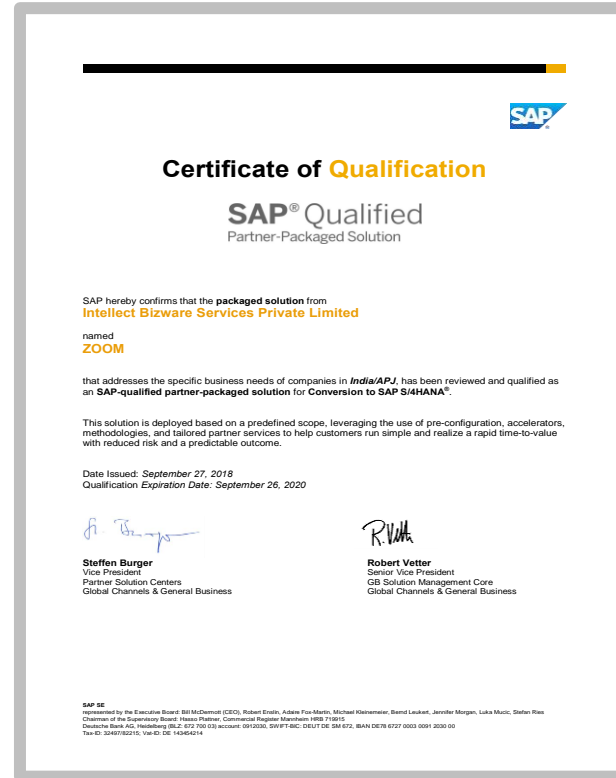 SAP
Certificate of Qualification
SAP® Qualified
Partner-Packaged Solution
SAP hereby confirms that the packaged solution from
Intellect Bizware Services Private Limited
named
ZOOM
that addresses the specific business needs of companies in India/APJ, has been reviewed and qualified as
an SAP-qualified partner-packaged solution for Conversion to SAP S/4HANA®.
This solution is deployed based on a predefined scope, leveraging the use of pre-configuration, accelerators,
methodologies, and tailored partner services to help customers run simple and realize a rapid time-to-value
with reduced risk and a predictable outcome.
Date Issued: September 27, 2018
Qualification Expiration Date: September 26, 2020
Steffen Burger
Vice President
Partner Solution Centers
Global Channels & General Business
Robert Vetter
Senior Vice President
GB Solution Management Core
Global Channels & General Business
SAP SE
represented by the Executive Board: Bill McDermott (CEO), Robert Enslin, Adaire Fox-Martin, Michael Kleinemeier, Bernd Leukert, Jennifer Morgan, Luka Mucic, Stefan Ries
Chairman of the Supervisory Board: Hasso Plattner, Commercial Register Mannheim HRB 719915
Deutsche Bank AG, Heidelberg (BLZ: 672 700 03) account: 0912030, SWIFT-BIC: DEUT DE SM 672, IBAN DE78 6727 0003 0091 2030 00
Tax-ID: 32497/82215; Vat-ID: DE 143454214